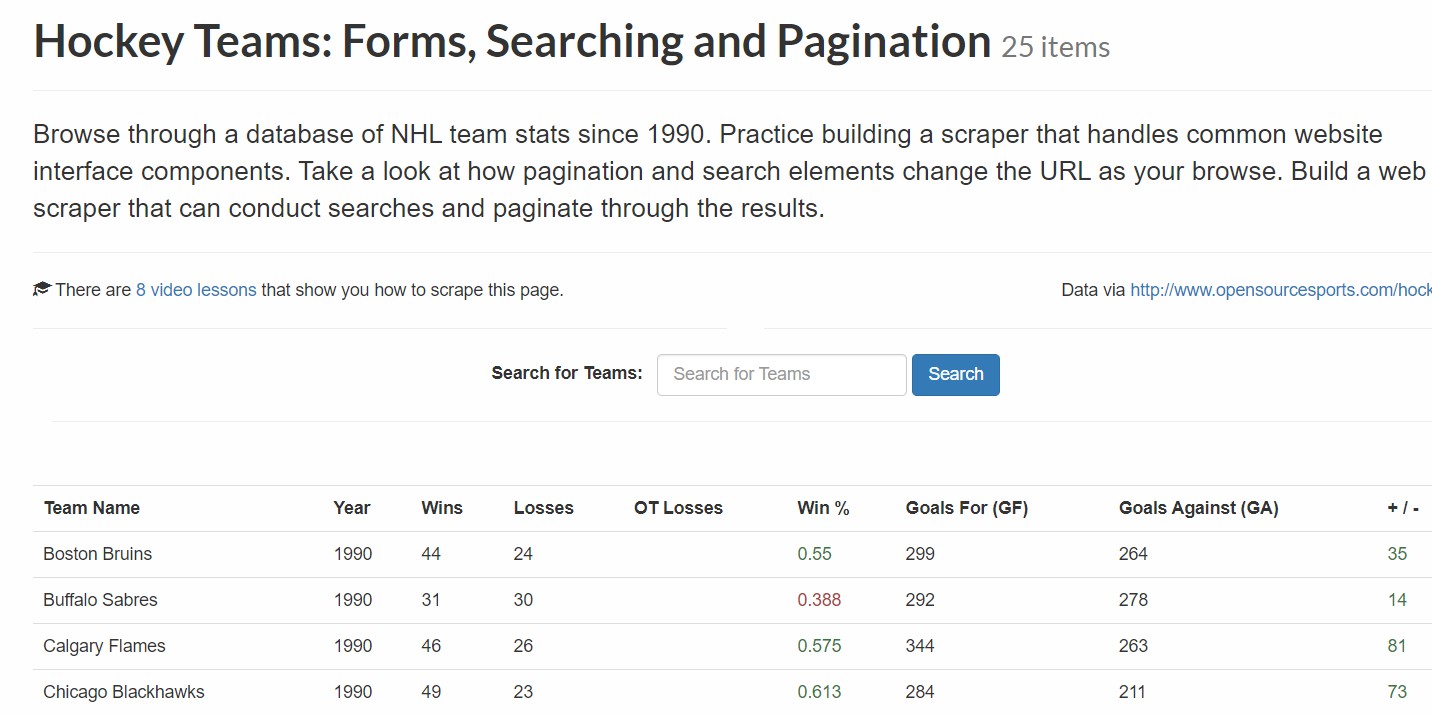 Hockey Teams: Forms, Searching and Pagination 25 items
Browse through a database of NHL team stats since 1990. Practice building a scraper that handles common website
interface components. Take a look at how pagination and search elements change the URL as your browse. Build a web
scraper that can conduct searches and paginate through the results.
There are 8 video lessons that show you how to scrape this page. Data via http://www.opensourcesports.com/hock
Search for Teams: Search for Teams Search
Team Name Year Wins Losses OT Losses Win % Goals For (GF) Goals Against (GA) + / -
Boston Bruins 1990 44 24 0.55 299 264 35
Buffalo Sabres 1990 31 30 0.388 292 278 14
Calgary Flames 1990 46 26 0.575 344 263 81
Chicago Blackhawks 1990 49 23 0.613 284 211 73